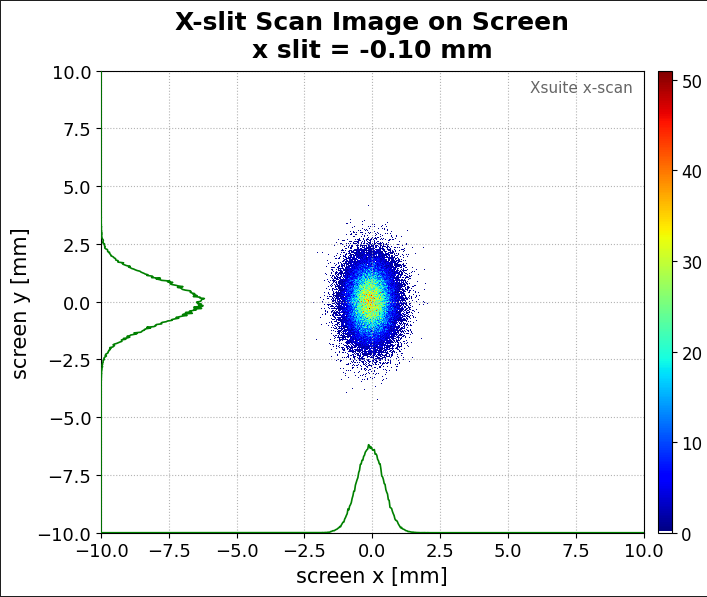 X-slit Scan Image on Screen
x slit = -0.10 mm
Xsuite x-scan
10.0
7.5
5.0
2.5
0.0
−2.5
−5.0
−7.5
−10.0
screen y [mm]
−10.0 −7.5 −5.0 −2.5 0.0 2.5 5.0 7.5 10.0
screen x [mm]
50
40
30
20
10
0